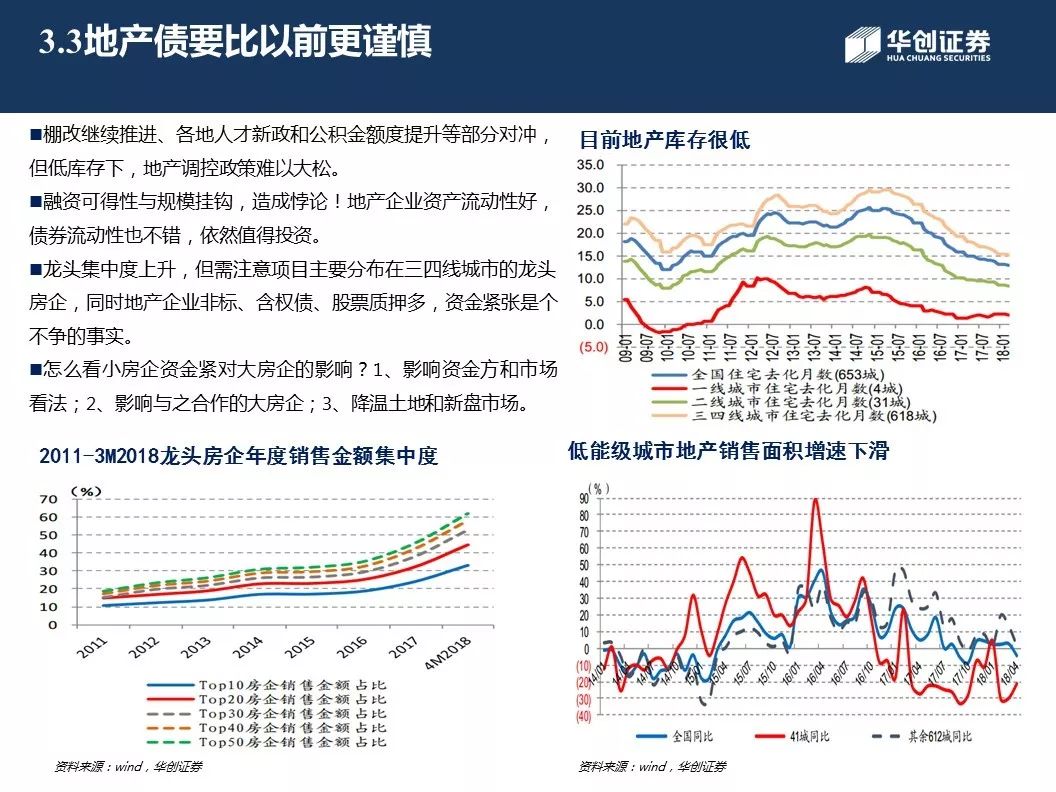 3.3地产债要比以前更谨慎
华创证券
HUA CHUANG SECURITIES
■棚改继续推进、各地人才新政和公积金额度提升等部分对冲，
但低库存下，地产调控政策难以大松。
■融资可得性与规模挂钩，造成悖论！地产企业资产流动性好，
债券流动性也不错，依然值得投资。
■龙头集中度上升，但需注意项目主要分布在三四线城市的龙头
房企，同时地产企业非标、含权债、股票质押多，资金紧张是个
不争的事实。
■怎么看小房企资金紧对大房企的影响？1、影响资金方和市场
看法；2、影响与之合作的大房企；3、降温土地和新盘市场。
目前地产库存很低
35.0
30.0
25.0
20.0
15.0
10.0
5.0
0.0
(5.0)
09-01 09-07 10-01 10-07 11-01 11-07 12-01 12-07 13-01 13-07 14-01 14-07 15-01 15-07 16-01 16-07 17-01 17-07 18-01
全国住宅去化月数(653城)
一线城市住宅去化月数(4城)
二线城市住宅去化月数(31城)
三四线城市住宅去化月数(618城)
2011-3M2018龙头房企年度销售金额集中度
(%)
70
60
50
40
30
20
10
0
2011 2012 2013 2014 2015 2016 2017 4M2018
Top10房企销售金额占比
Top20房企销售金额占比
Top30房企销售金额占比
Top40房企销售金额占比
Top50房企销售金额占比
资料来源：wind，华创证券
低能级城市地产销售面积增速下滑
(%)
90
80
70
60
50
40
30
20
10
0
(10)
(20)
(30)
(40)
14/01 14/10 15/01 15/04 15/07 15/10 16/01 16/04 16/07 16/10 17/01 17/04 17/07 17/10 18/01 18/04
全国同比
41城同比
其余612城同比
资料来源：wind，华创证券